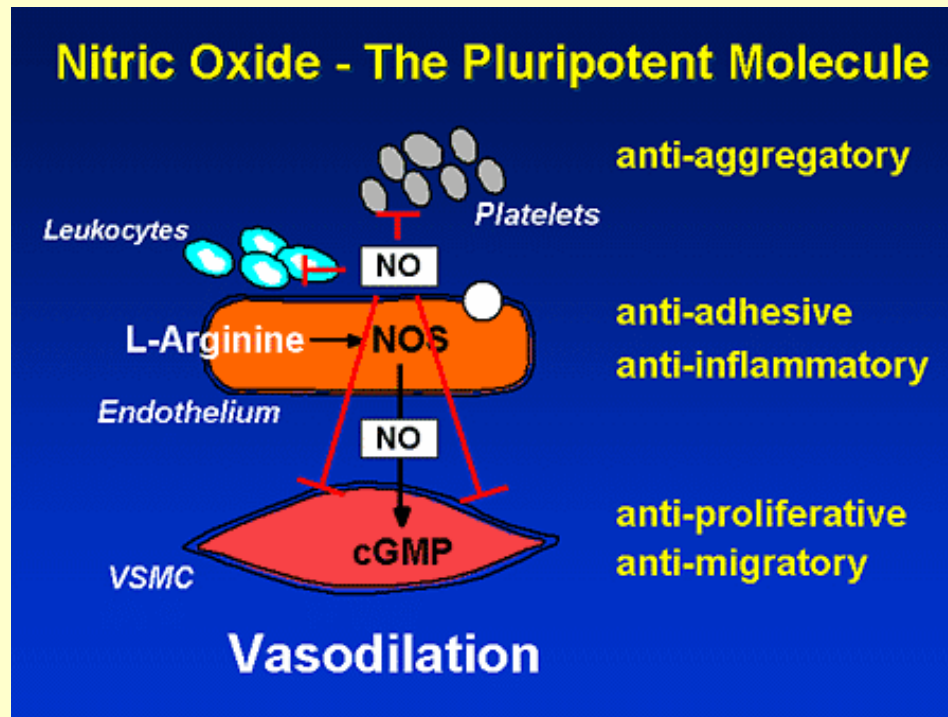 Nitric Oxide - The Pluripotent Molecule
anti-aggregatory
Platelets
Leukocytes
NO
anti-adhesive
L-Arginine NOS
anti-inflammatory
Endothelium
NO
anti-proliferative
cGMP
anti-migratory
VSMC
Vasodilation